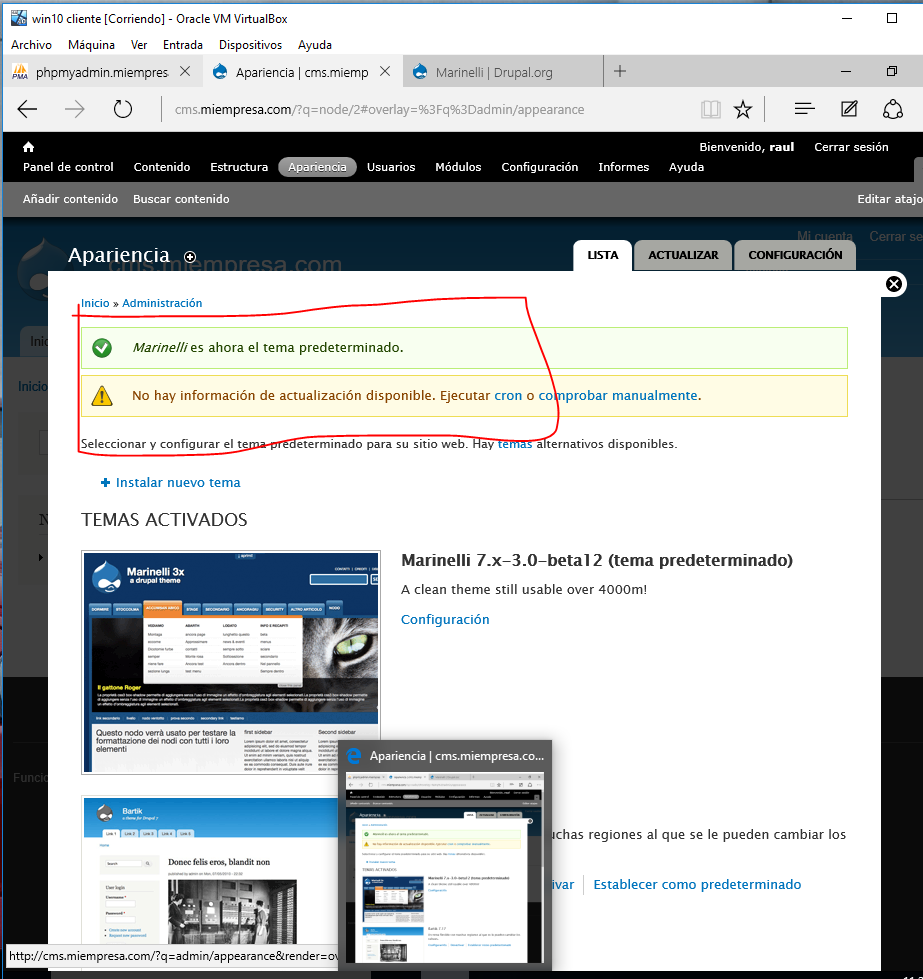 win10 cliente [Corriendo] - Oracle VM VirtualBox
Archivo Máquina Ver Entrada Dispositivos Ayuda
phpmyadmin.miempres Apariencia | cms.miemp Marinelli | Drupal.org
cms.miempresa.com/?q=node/2#overlay=%3Fq%3Dadmin/appearance
Bienvenido, raul Cerrar sesión
Panel de control Contenido Estructura Apariencia Usuarios Módulos Configuración Informes Ayuda
Añadir contenido Buscar contenido Editar atajo
Mi cuenta Cerrar se
Apariencia LISTA ACTUALIZAR CONFIGURACIÓN
cms.miempresa.com
Inicio » Administración
Inic
Marinelli es ahora el tema predeterminado.
Inicio
No hay información de actualización disponible. Ejecutar cron o comprobar manualmente.
Seleccionar y configurar el tema predeterminado para su sitio web. Hay temas alternativos disponibles.
Instalar nuevo tema
TEMAS ACTIVADOS
Marinelli 7.x-3.0-beta12 (tema predeterminado)
A clean theme still usable over 4000m!
Configuración
Marinelli 3x
a drupal theme
Il gattone Roger
Questo nodo verrà usato per testare la
formattazione dei nodi con tutti i loro
elementi
first sidebar Second sidebar
Funcio
Apariencia | cms.miempresa.co...
Bartik
Donec felis eros, blandit non
User login
uchas regiones al que se le pueden cambiar los
ivar Establecer como predeterminado
http://cms.miempresa.com/?q=admin/appearance&render=ov